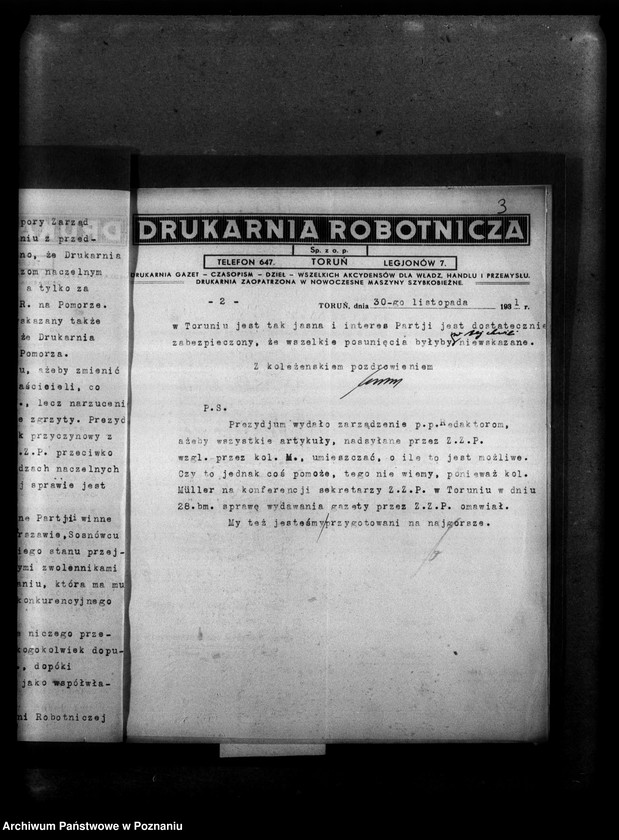 pory Zarząd
niu z przed-
no, że Drukarnia
zom naczelnym
a tylko za
R. na Pomorze.
skazany także
że Drukarnia
Pomorza.
u, ażeby zmienić
aścicieli, co
., lecz narzuceni
e zgrzyty. Prezyd
k przyczynowy z
.Z.P. przeciwko
dzach naczelnych
j sprawie jest
ne Partji winne
rszawie, Sosnówcu
iego stanu przej-
ymi zwolennikami
aniu, która ma mu
konkurencyjnego
e niczego prze-
kogokolwiek dopu-
., dopóki
jako współwła-
ni Robotniczej
3
DRUKARNIA ROBOTNICZA
Sp. z o. p.
TELEFON 647. TORUŃ LEGJONÓW 7.
DRUKARNIA GAZET – CZASOPISM – DZIEŁ – WSZELKICH AKCYDENSÓW DLA WŁADZ, HANDLU I PRZEMYSŁU.
DRUKARNIA ZAOPATRZONA W NOWOCZESNE MASZYNY SZYBKOBIEŻNE.
- 2 - TORUŃ, dnia 30-go listopada 1931 r.
w Toruniu jest tak jasna i interes Partji jest dostatecznie
zabezpieczony, że wszelkie posunięcia byłyby niewskazane.
Z koleżeńskiem pozdrowieniem
P.S.
Prezydjum wydało zarządzenie p.p.Redaktorom,
ażeby wszystkie artykuły, nadsyłane przez Z.Z.P.
wzgl. przez kol. M., umieszczać, o ile to jest możliwe.
Czy to jednak coś pomoże, tego nie wiemy, ponieważ kol.
Müller na konferencji sekretarzy Z.Z.P. w Toruniu w dniu
28.bm. sprawę wydawania gazety przez Z.Z.P. omawiał.
My też jesteśmy przygotowani na najgorsze.
Archiwum Państwowe w Poznaniu